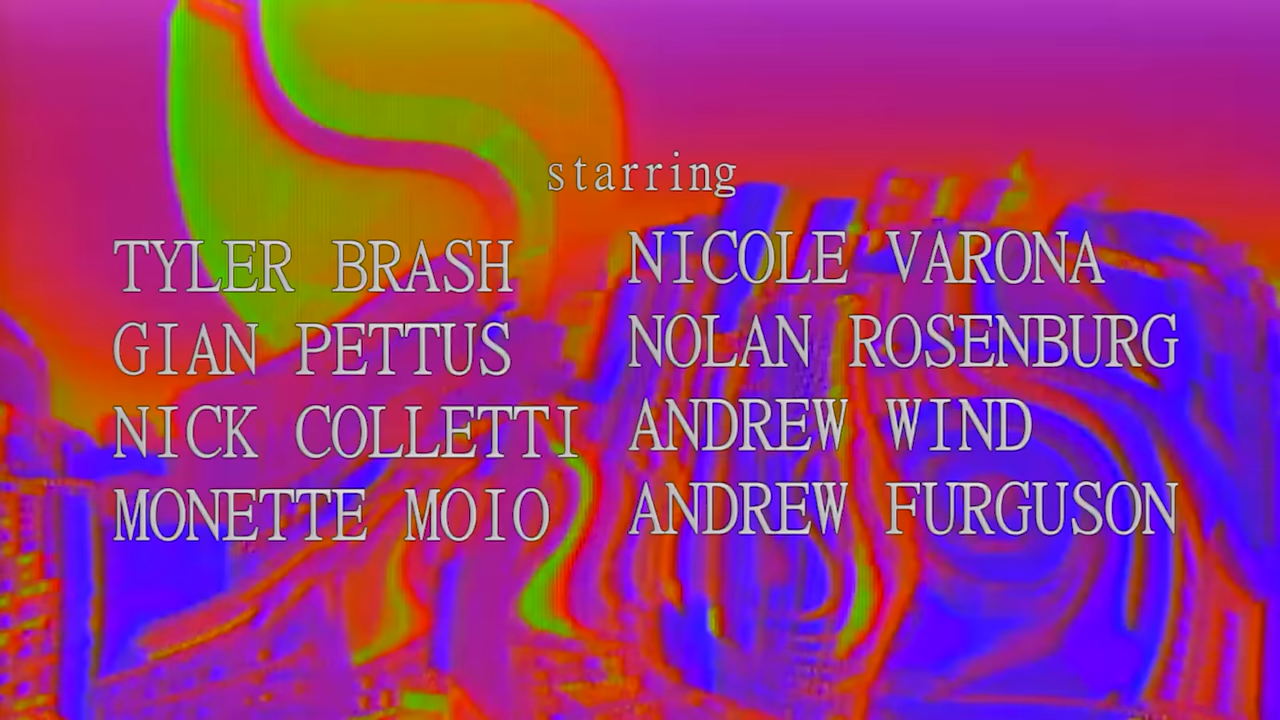 starring
TYLER BRASH
GIAN PETTUS
NICK COLLETTI
MONETTE MOIO
NICOLE VARONA
NOLAN ROSENBURG
ANDREW WIND
ANDREW FURGUSON